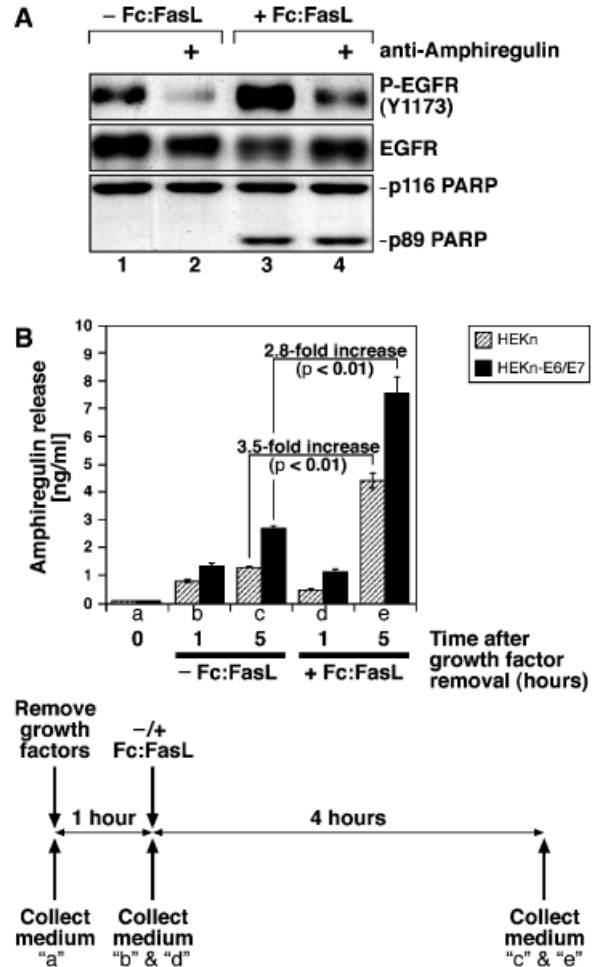 A
– Fc:FasL + Fc:FasL
+ + anti-Amphiregulin
P-EGFR
(Y1173)
EGFR
-p116 PARP
-p89 PARP
1 2 3 4
B
Amphiregulin release
[ng/ml]
10
9
8
7
6
5
4
3
2
1
0
HEKn
HEKn-E6/E7
2.8-fold increase
(p < 0.01)
3.5-fold increase
(p < 0.01)
a b c d e
0 1 5 1 5
Time after
growth factor
removal (hours)
– Fc:FasL + Fc:FasL
Remove
growth
factors
–/+
Fc:FasL
1 hour
4 hours
Collect
medium
"a"
Collect
medium
"b" & "d"
Collect
medium
"c" & "e"